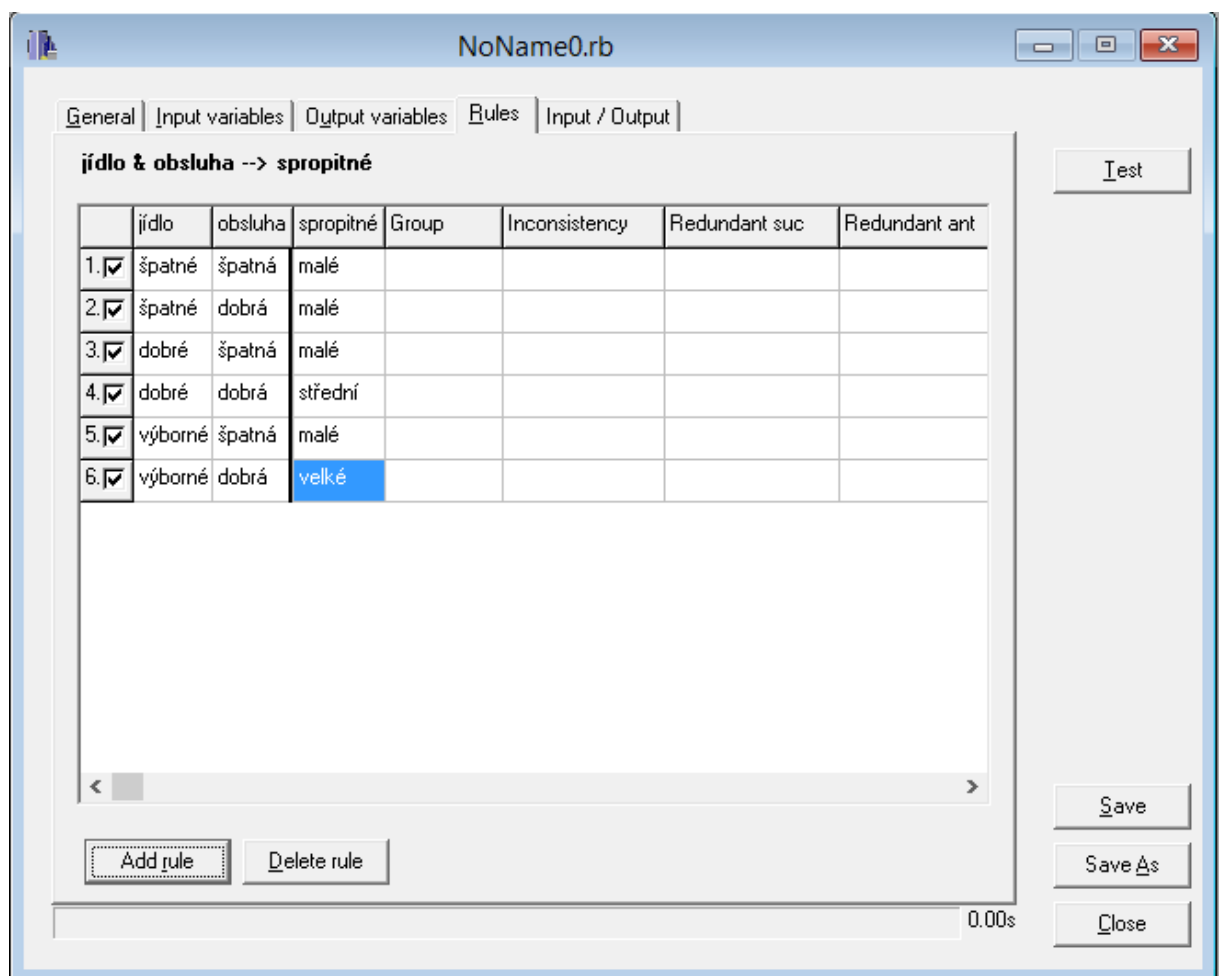 NoName0.rb
General Input variables Output variables Rules Input / Output
jídlo & obsluha --> spropitné
Test
jídlo obsluha spropitné Group Inconsistency Redundant suc Redundant ant
1. špatné špatná malé
2. špatné dobrá malé
3. dobré špatná malé
4. dobré dobrá střední
5. výborné špatná malé
6. výborné dobrá velké
Save
Add rule Delete rule
Save As
0.00s
Close